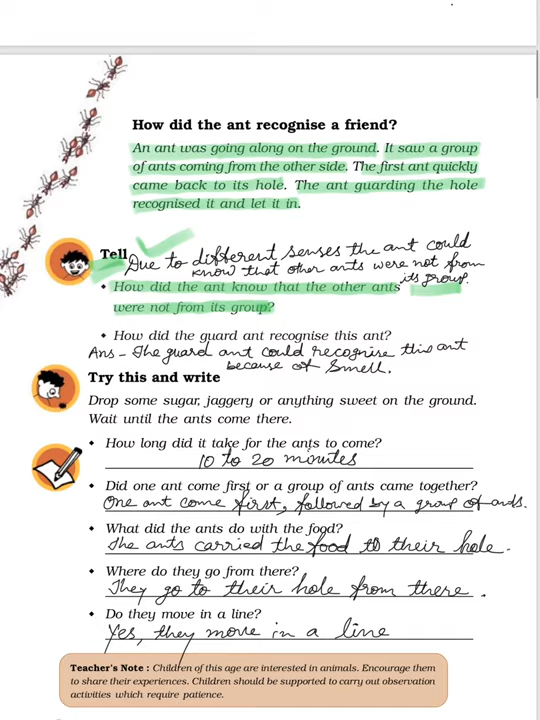 How did the ant recognise a friend?
An ant was going along on the ground. It saw a group
of ants coming from the other side. The first ant quickly
came back to its hole. The ant guarding the hole
recognised it and let it in.
Tell
Due to different senses the ant could
know that other ants were not from
its group.
• How did the ant know that the other ants
were not from its group?
• How did the guard ant recognise this ant?
Ans - The guard ant could recognise this ant
because of smell.
Try this and write
Drop some sugar, jaggery or anything sweet on the ground.
Wait until the ants come there.
• How long did it take for the ants to come?
10 to 20 minutes
• Did one ant come first or a group of ants came together?
One ant come first, followed by a group of ants.
• What did the ants do with the food?
The ants carried the food to their hole.
• Where do they go from there?
They go to their hole from there.
• Do they move in a line?
Yes, they move in a line
Teacher's Note : Children of this age are interested in animals. Encourage them
to share their experiences. Children should be supported to carry out observation
activities which require patience.